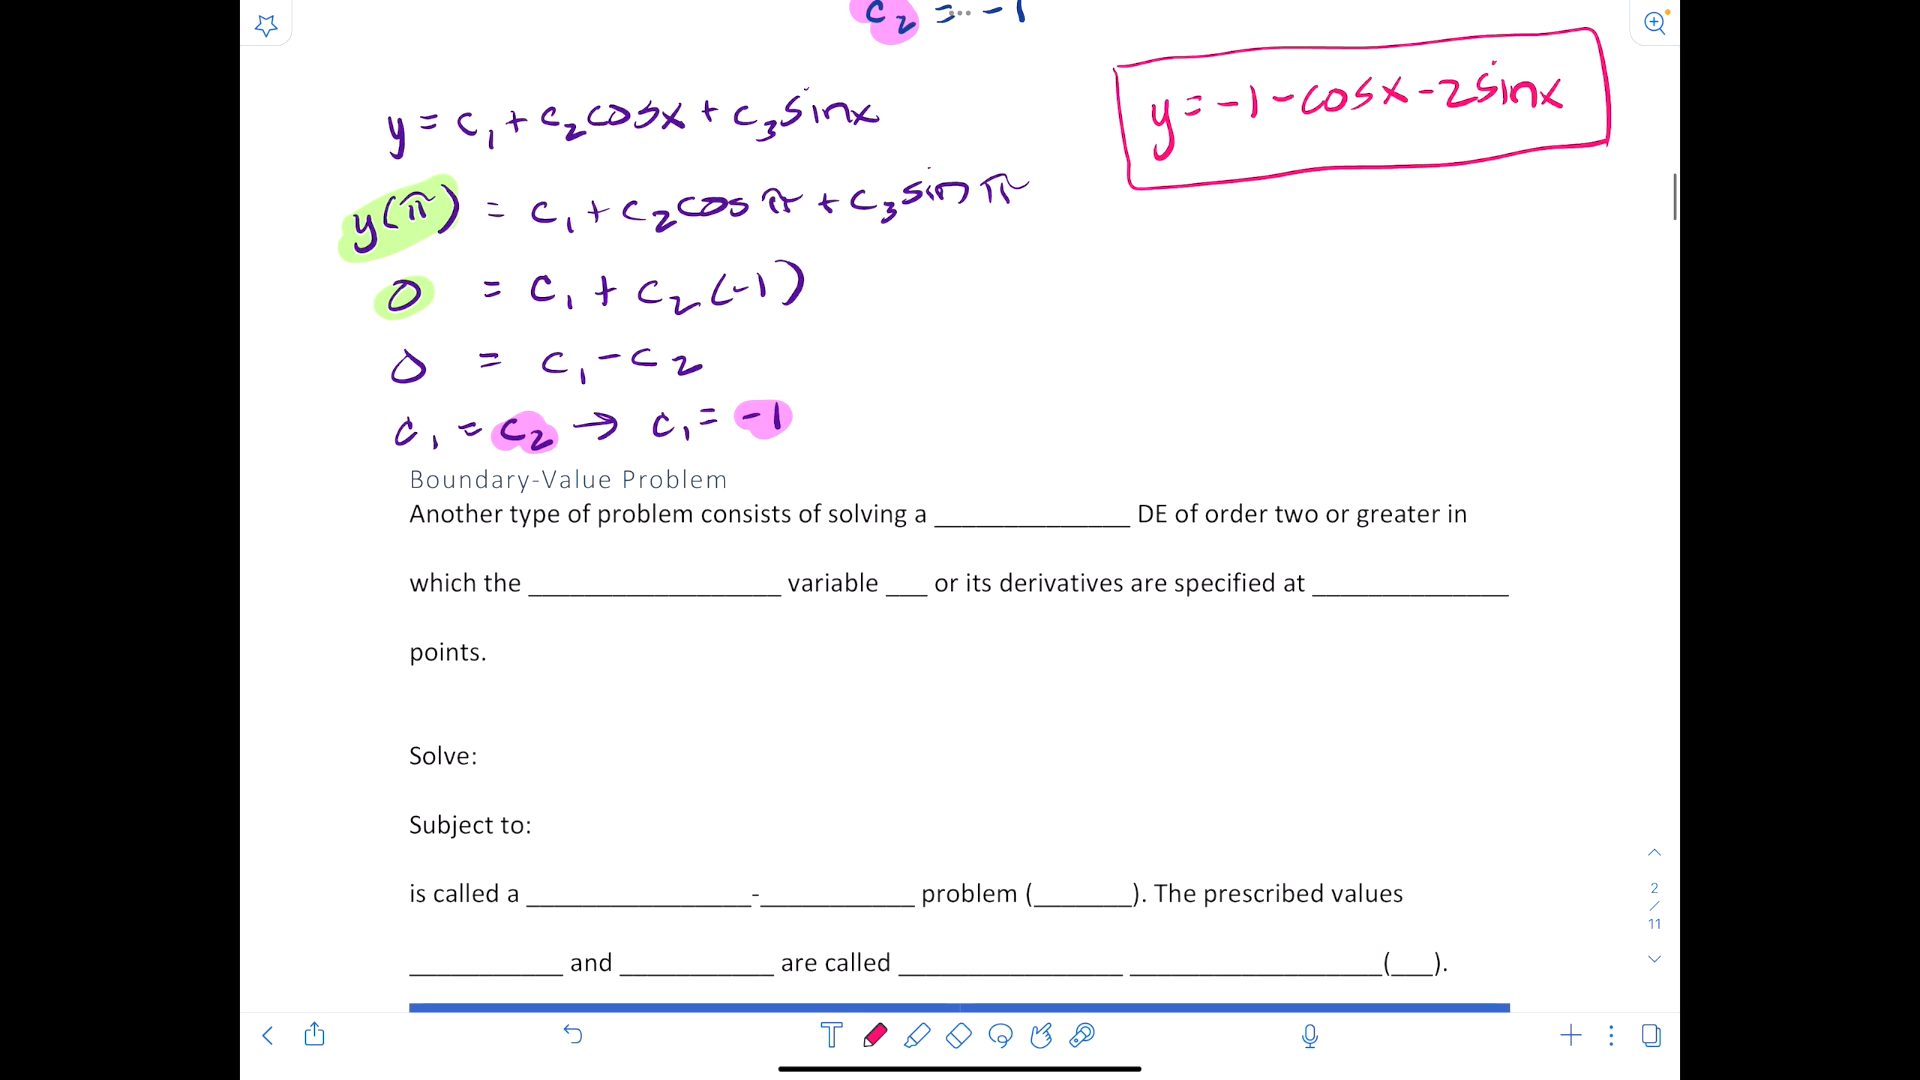 c₂ = -1
y = -1 - cosx - 2sinx
y = c₁ + c₂cosx + c₃sinx
y(π) = c₁ + c₂cosπ + c₃sinπ
0 = c₁ + c₂(-1)
0 = c₁ - c₂
c₁ = c₂ → c₁ = -1
Boundary-Value Problem
Another type of problem consists of solving a ______________ DE of order two or greater in
which the __________________ variable ___ or its derivatives are specified at ______________
points.
Solve:
Subject to:
is called a ________________-___________ problem (_______). The prescribed values
___________ and ___________ are called ________________ __________________(___).
2
/
11
T